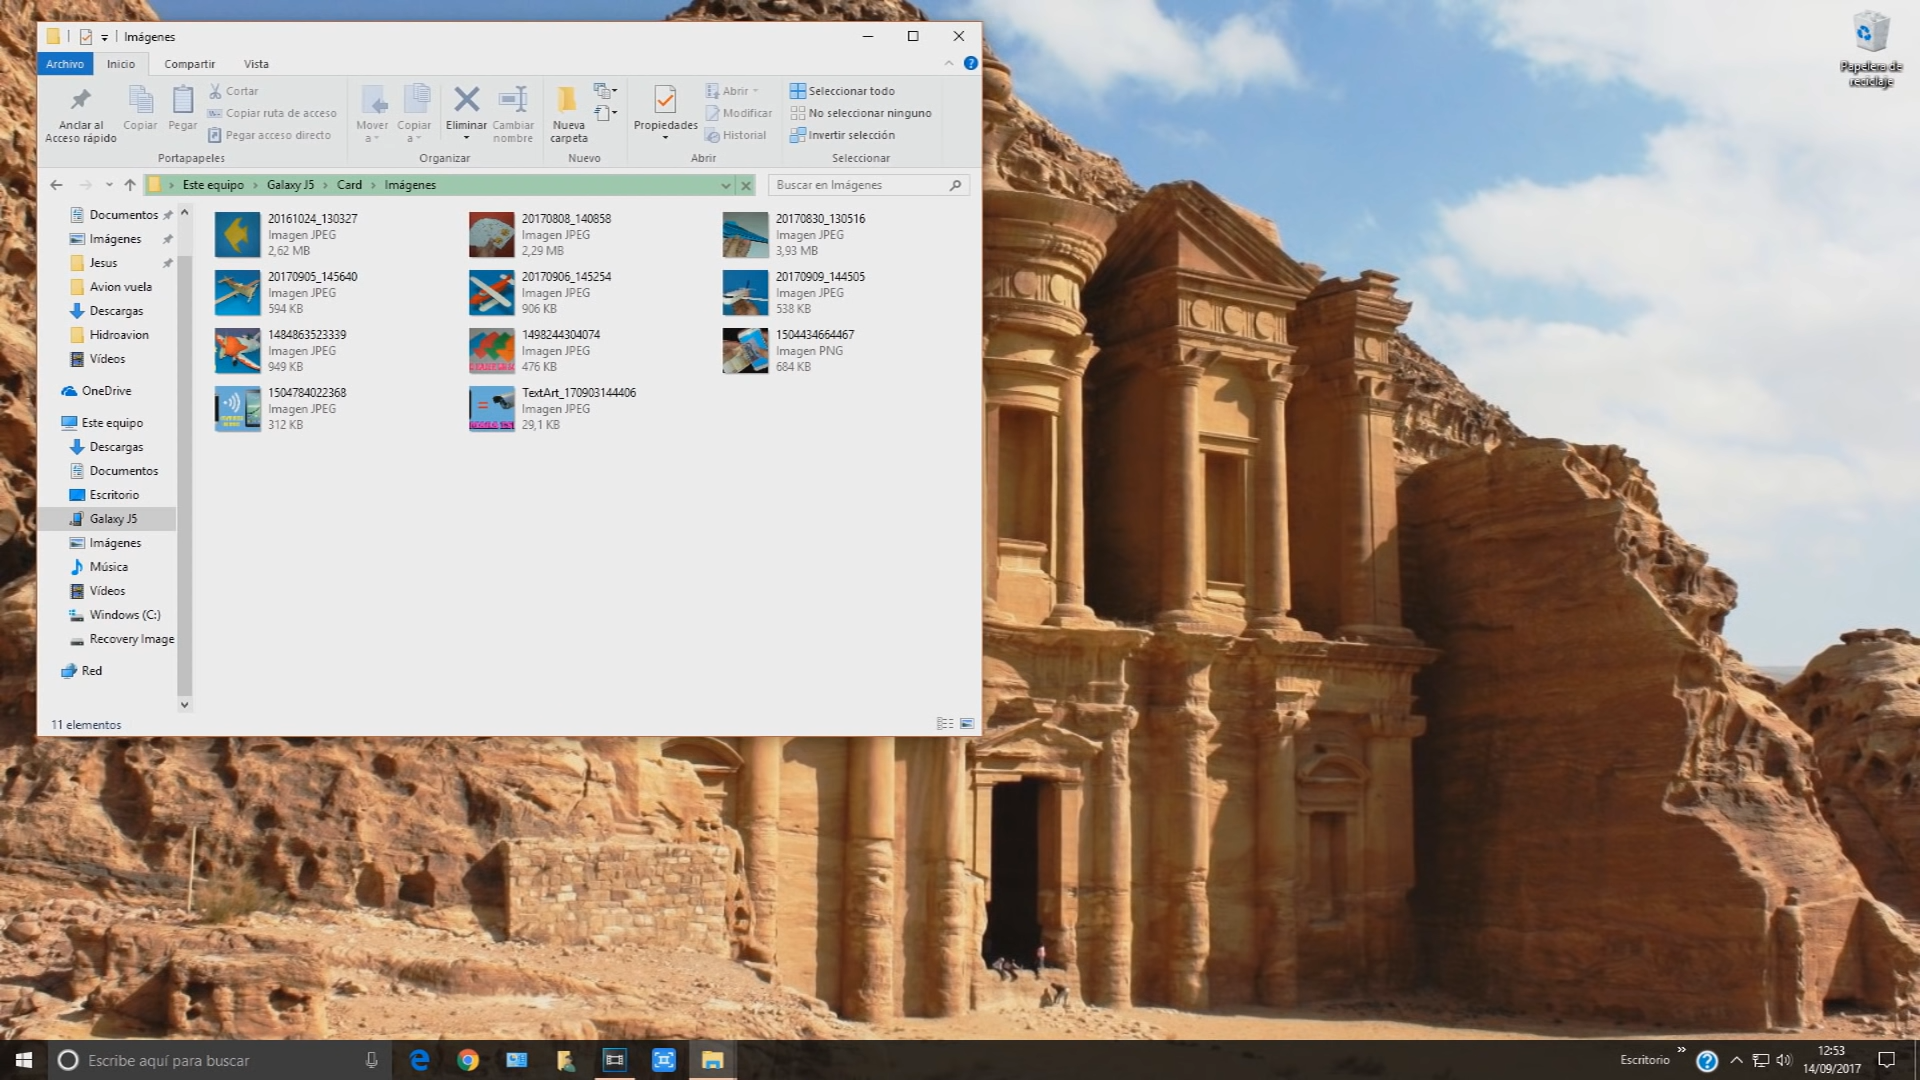 Imágenes
Papelera de
reciclaje
Archivo
Inicio
Compartir
Vista
Anclar al
Acceso rápido
Copiar
Pegar
Cortar
Copiar ruta de acceso
Pegar acceso directo
Portapapeles
Mover
a
Copiar
a
Eliminar
Cambiar
nombre
Organizar
Nueva
carpeta
Nuevo
Propiedades
Abrir
Modificar
Historial
Abrir
Seleccionar todo
No seleccionar ninguno
Invertir selección
Seleccionar
Este equipo > Galaxy J5 > Card > Imágenes
Buscar en Imágenes
Documentos
Imágenes
Jesus
Avion vuela
Descargas
Hidroavion
Vídeos
OneDrive
Este equipo
Descargas
Documentos
Escritorio
Galaxy J5
Imágenes
Música
Vídeos
Windows (C:)
Recovery Image
Red
20161024_130327
Imagen JPEG
2,62 MB
20170808_140858
Imagen JPEG
2,29 MB
20170830_130516
Imagen JPEG
3,93 MB
20170905_145640
Imagen JPEG
594 KB
20170906_145254
Imagen JPEG
906 KB
20170909_144505
Imagen JPEG
538 KB
1484863523339
Imagen JPEG
949 KB
1498244304074
Imagen JPEG
476 KB
1504434664467
Imagen PNG
684 KB
1504784022368
Imagen JPEG
312 KB
TextArt_170903144406
Imagen JPEG
29,1 KB
11 elementos
Escribe aquí para buscar
Escritorio
12:53
14/09/2017